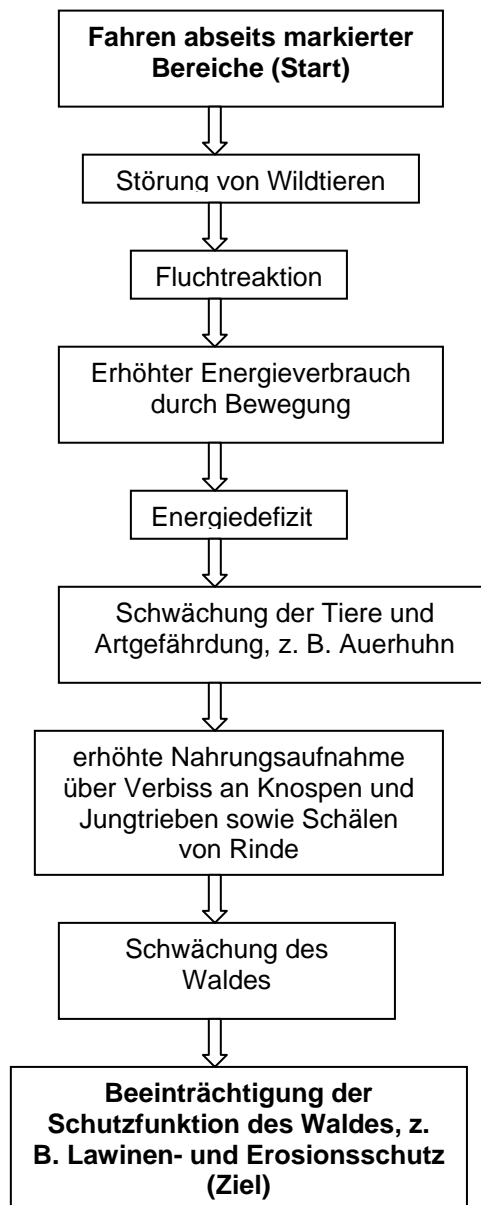 Fahren abseits markierter
Bereiche (Start)
Störung von Wildtieren
Fluchtreaktion
Erhöhter Energieverbrauch
durch Bewegung
Energiedefizit
Schwächung der Tiere und
Artgefährdung, z. B. Auerhuhn
erhöhte Nahrungsaufnahme
über Verbiss an Knospen und
Jungtrieben sowie Schälen
von Rinde
Schwächung des
Waldes
Beeinträchtigung der
Schutzfunktion des Waldes, z.
B. Lawinen- und Erosionsschutz
(Ziel)